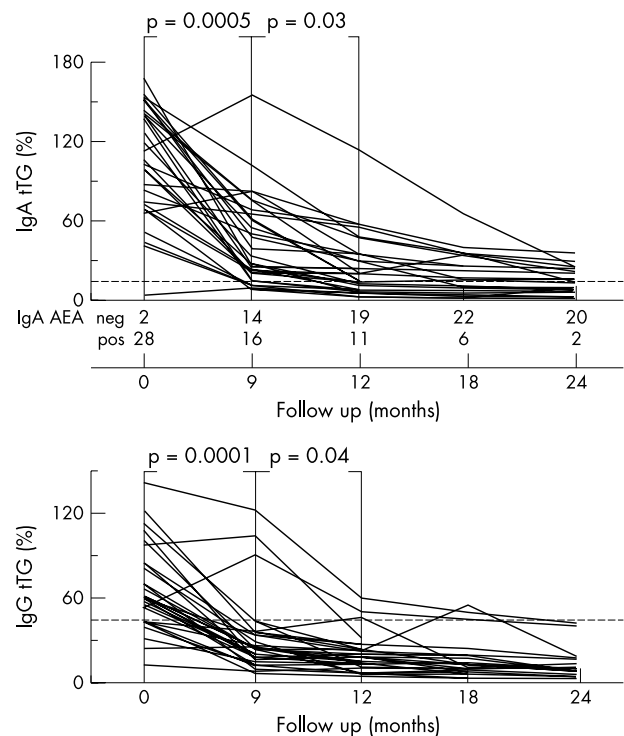 p = 0.0005 p = 0.03
180
120
60
0
IgA tTG (%)
IgA AEA neg 2 14 19 22 20
pos 28 16 11 6 2
0 9 12 18 24
Follow up (months)
p = 0.0001 p = 0.04
120
60
0
IgG tTG (%)
0 9 12 18 24
Follow up (months)